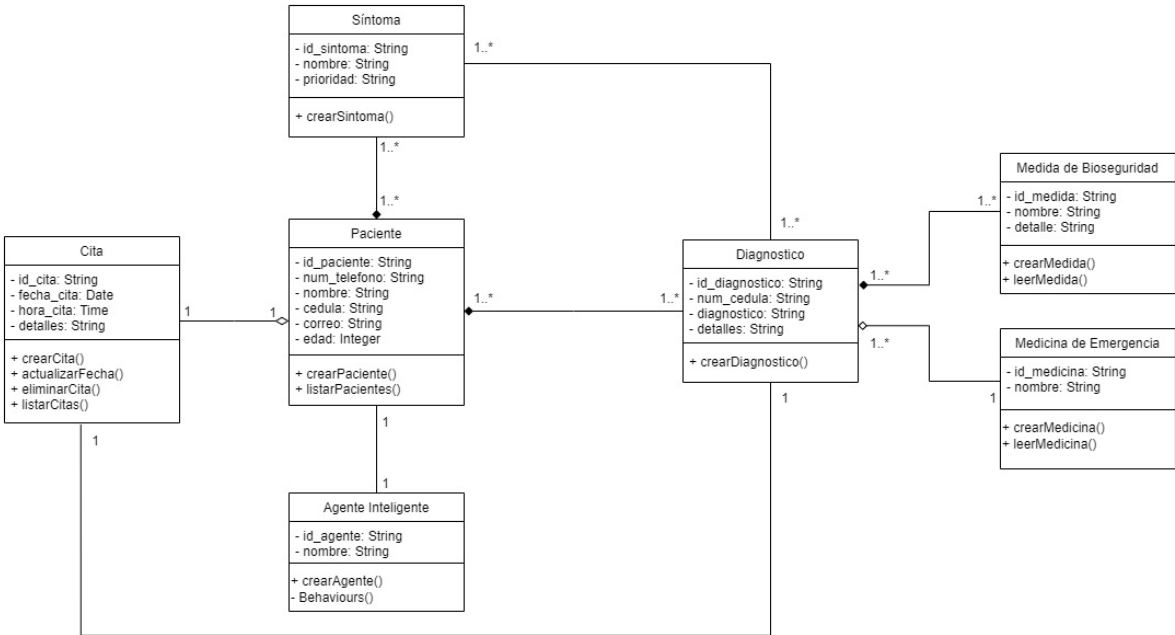 Síntoma
- id_sintoma: String
- nombre: String
- prioridad: String
+ crearSintoma()
1..*
1..*
1..*
1..*
Medida de Bioseguridad
- id_medida: String
- nombre: String
- detalle: String
+ crearMedida()
+ leerMedida()
1..*
1..*
Paciente
- id_paciente: String
- num_telefono: String
- nombre: String
- cedula: String
- correo: String
- edad: Integer
+ crearPaciente()
+ listarPacientes()
Cita
- id_cita: String
- fecha_cita: Date
- hora_cita: Time
- detalles: String
+ crearCita()
+ actualizarFecha()
+ eliminarCita()
+ listarCitas()
1
1
1..*
1..*
Diagnostico
- id_diagnostico: String
- num_cedula: String
- diagnostico: String
- detalles: String
+ crearDiagnostico()
1..*
1
Medicina de Emergencia
- id_medicina: String
- nombre: String
+ crearMedicina()
+ leerMedicina()
1
1
1
1
Agente Inteligente
- id_agente: String
- nombre: String
+ crearAgente()
- Behaviours()